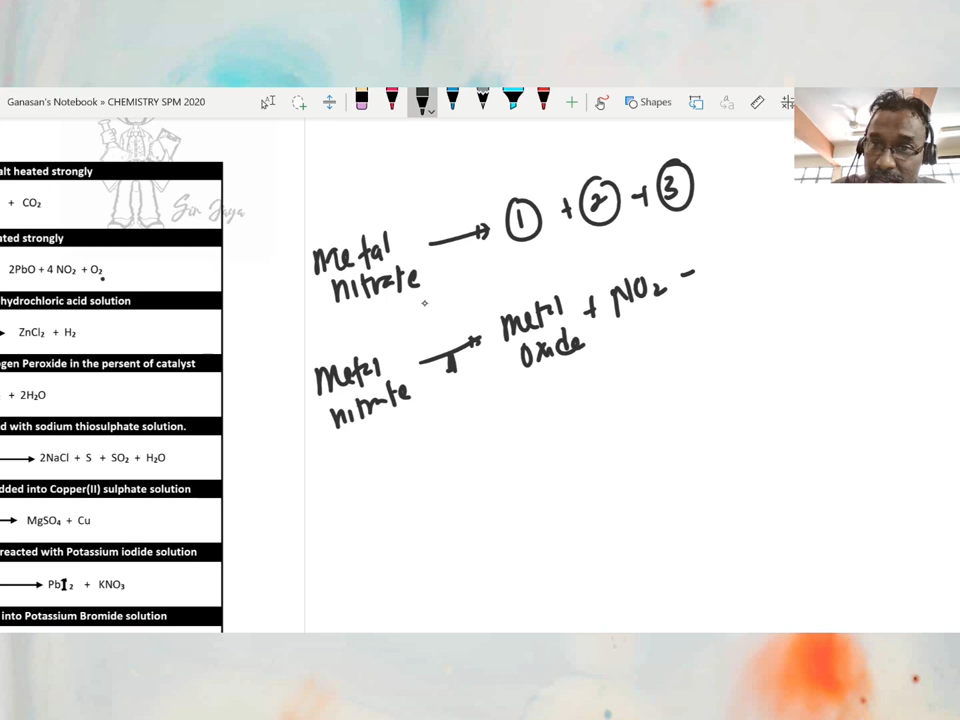 Ganasan's Notebook » CHEMISTRY SPM 2020
Shapes
alt heated strongly
+ CO₂
Sir Jaya
ated strongly
2PbO + 4 NO₂ + O₂
hydrochloric acid solution
ZnCl₂ + H₂
ogen Peroxide in the persent of catalyst
+ 2H₂O
d with sodium thiosulphate solution.
2NaCl + S + SO₂ + H₂O
dded into Copper(II) sulphate solution
MgSO₄ + Cu
reacted with Potassium iodide solution
PbI₂ + KNO₃
into Potassium Bromide solution
Metal nitrate → ① + ② + ③
Metal nitrate → Metal oxide + NO₂ -